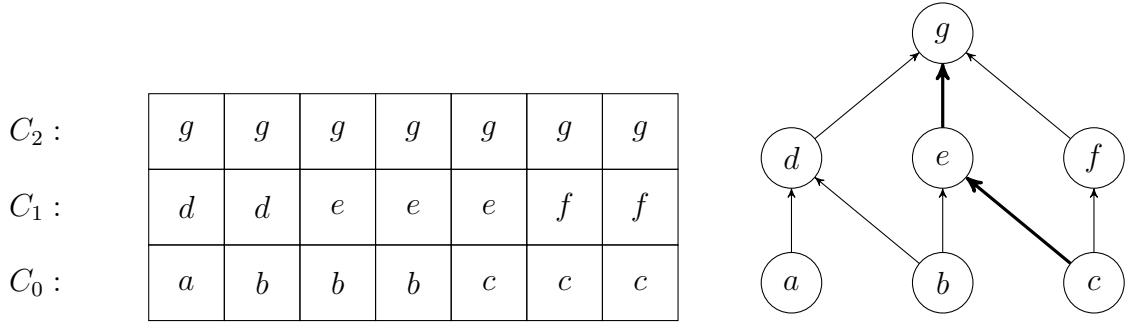 C₂ : g g g g g g g
C₁ : d d e e e f f
C₀ : a b b b c c c
g
d e f
a b c